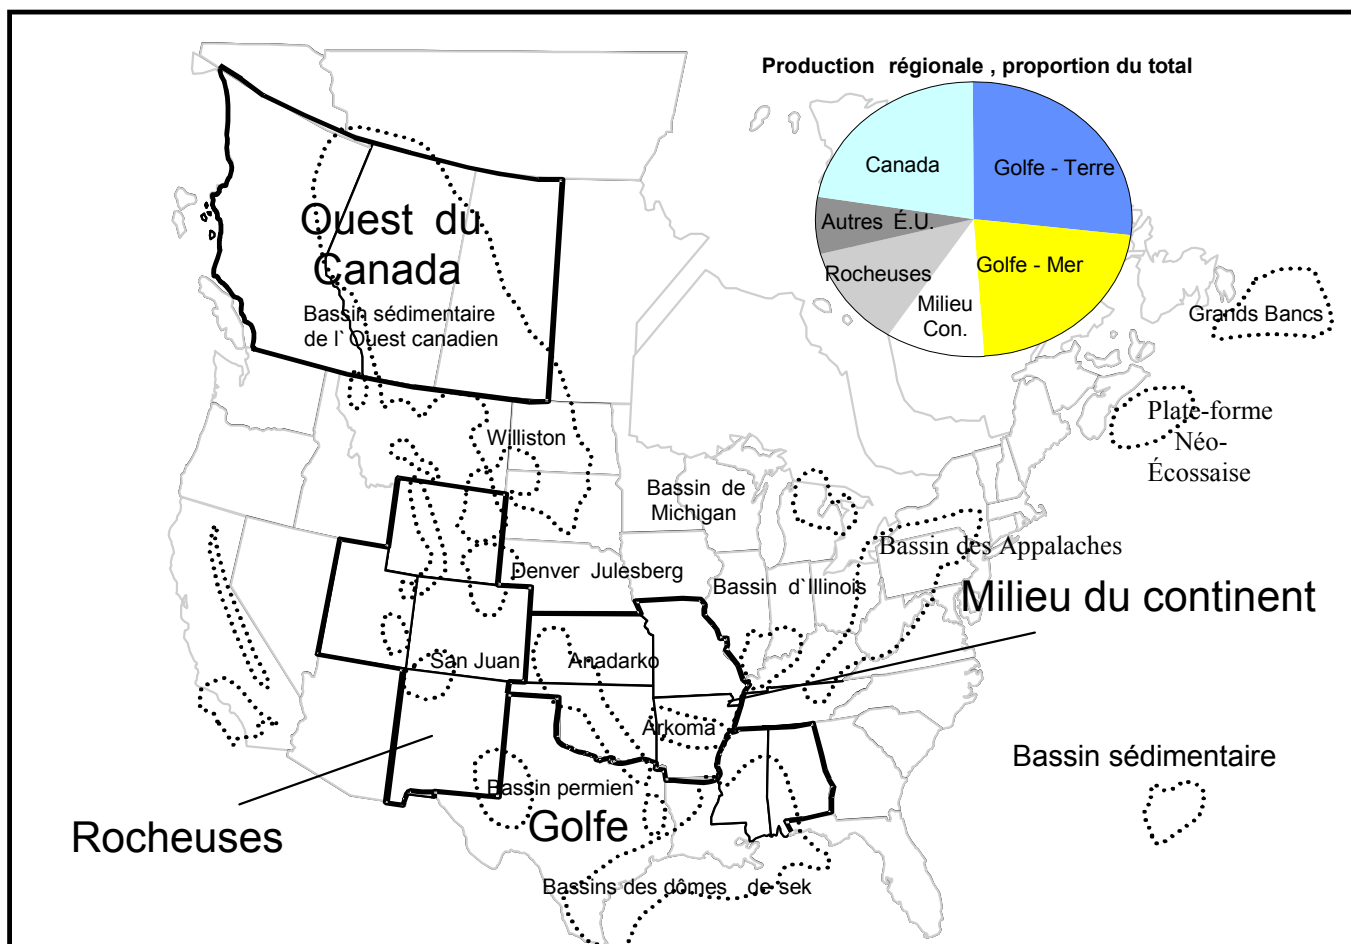 Production régionale , proportion du total
Canada
Golfe - Terre
Autres É.U.
Rocheuses
Golfe - Mer
Milieu
Con.
Ouest du
Canada
Bassin sédimentaire
de l`Ouest canadien
Grands Bancs
Plate-forme
Néo-
Écossaise
Williston
Bassin de
Michigan
Bassin des Appalaches
Denver Julesberg
Bassin d`Illinois
Milieu du continent
San Juan
Anadarko
Arkoma
Bassin sédimentaire
Bassin permien
Golfe
Rocheuses
Bassins des dômes de sek